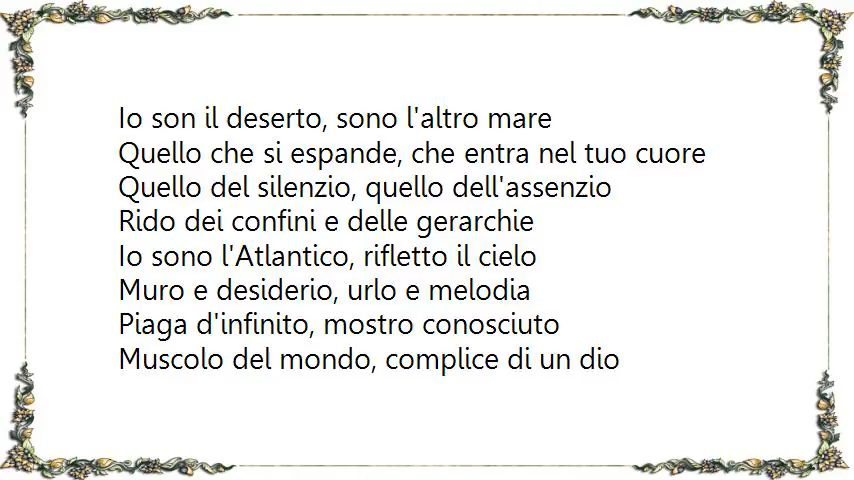 Io son il deserto, sono l'altro mare
Quello che si espande, che entra nel tuo cuore
Quello del silenzio, quello dell'assenzio
Rido dei confini e delle gerarchie
Io sono l'Atlantico, rifletto il cielo
Muro e desiderio, urlo e melodia
Piaga d'infinito, mostro conosciuto
Muscolo del mondo, complice di un dio